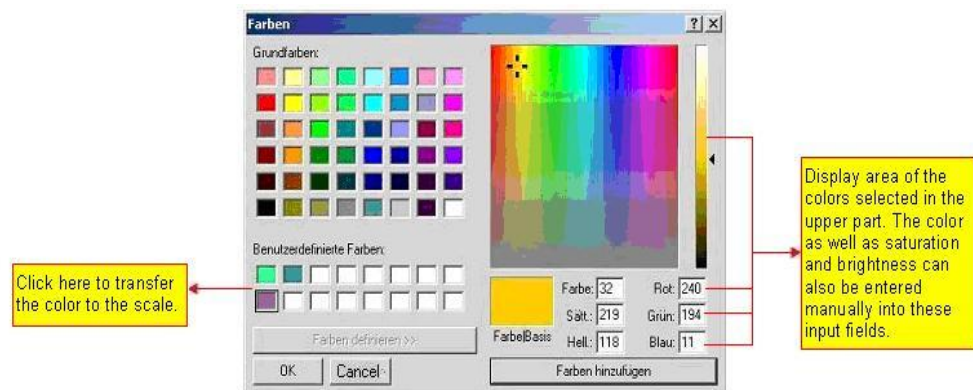 Farben
Grundfarben:
Benutzerdefinierte Farben:
Farben definieren >>
OK
Cancel
Farbe|Basis
Farbe: 32
Sätt.: 219
Hell.: 118
Rot: 240
Grün: 194
Blau: 11
Farben hinzufügen
Click here to transfer
the color to the scale.
Display area of the
colors selected in the
upper part. The color
as well as saturation
and brightness can
also be entered
manually into these
input fields.